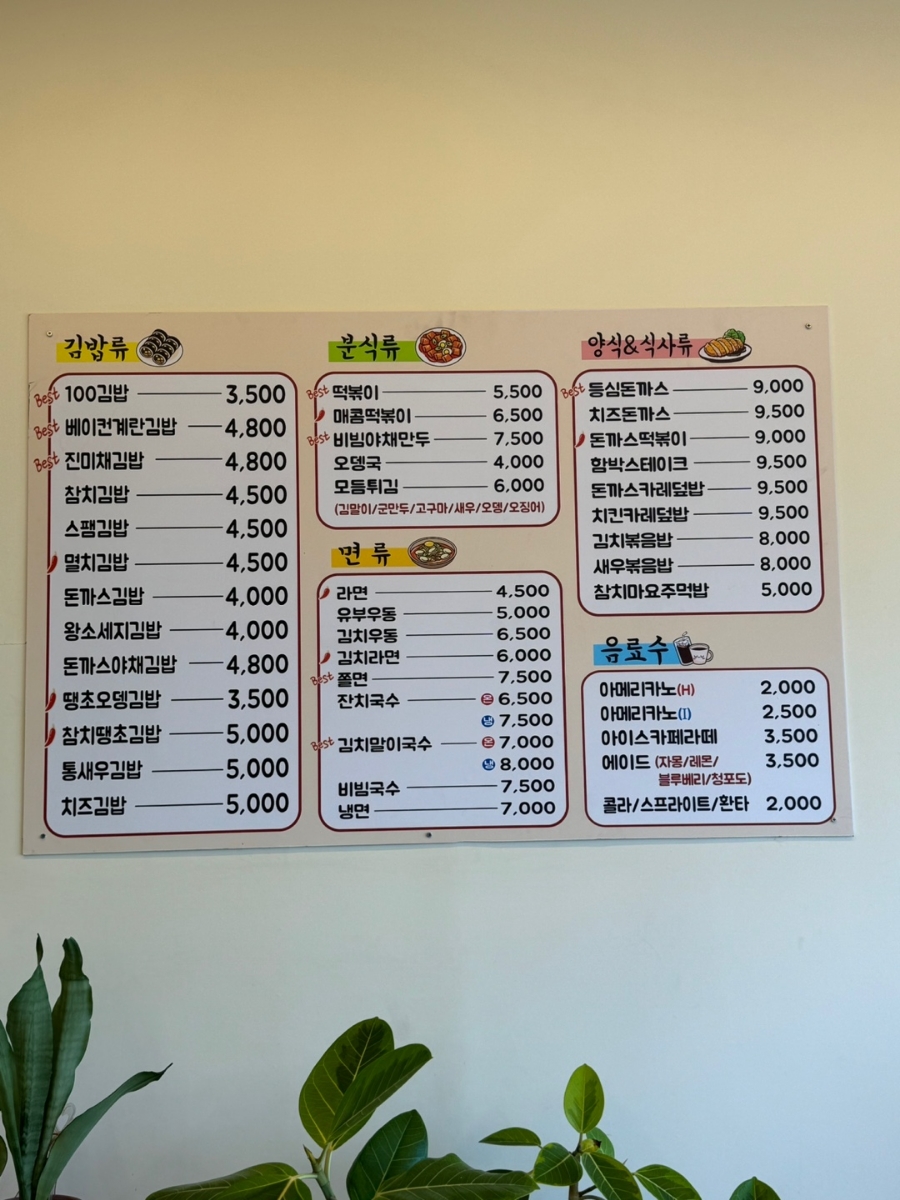 김밥류
Best 100김밥 3,500
Best 베이컨계란김밥 4,800
Best 진미채김밥 4,800
참치김밥 4,500
스팸김밥 4,500
멸치김밥 4,500
돈까스김밥 4,000
왕소세지김밥 4,000
돈까스야채김밥 4,800
땡초오뎅김밥 3,500
참치땡초김밥 5,000
통새우김밥 5,000
치즈김밥 5,000
분식류
Best 떡볶이 5,500
매콤떡볶이 6,500
Best 비빔야채만두 7,500
오뎅국 4,000
모듬튀김 6,000
(김말이/군만두/고구마/새우/오뎅/오징어)
면류
라면 4,500
유부우동 5,000
김치우동 6,500
김치라면 6,000
Best 쫄면 7,500
잔치국수 온 6,500
냉 7,500
Best 김치말이국수 온 7,000
냉 8,000
비빔국수 7,500
냉면 7,000
양식&식사류
Best 등심돈까스 9,000
치즈돈까스 9,500
돈까스떡볶이 9,000
함박스테이크 9,500
돈까스카레덮밥 9,500
치킨카레덮밥 9,500
김치볶음밥 8,000
새우볶음밥 8,000
참치마요주먹밥 5,000
음료수
아메리카노(H) 2,000
아메리카노(I) 2,500
아이스카페라떼 3,500
에이드 (자몽/레몬/ 3,500
블루베리/청포도)
콜라/스프라이트/환타 2,000